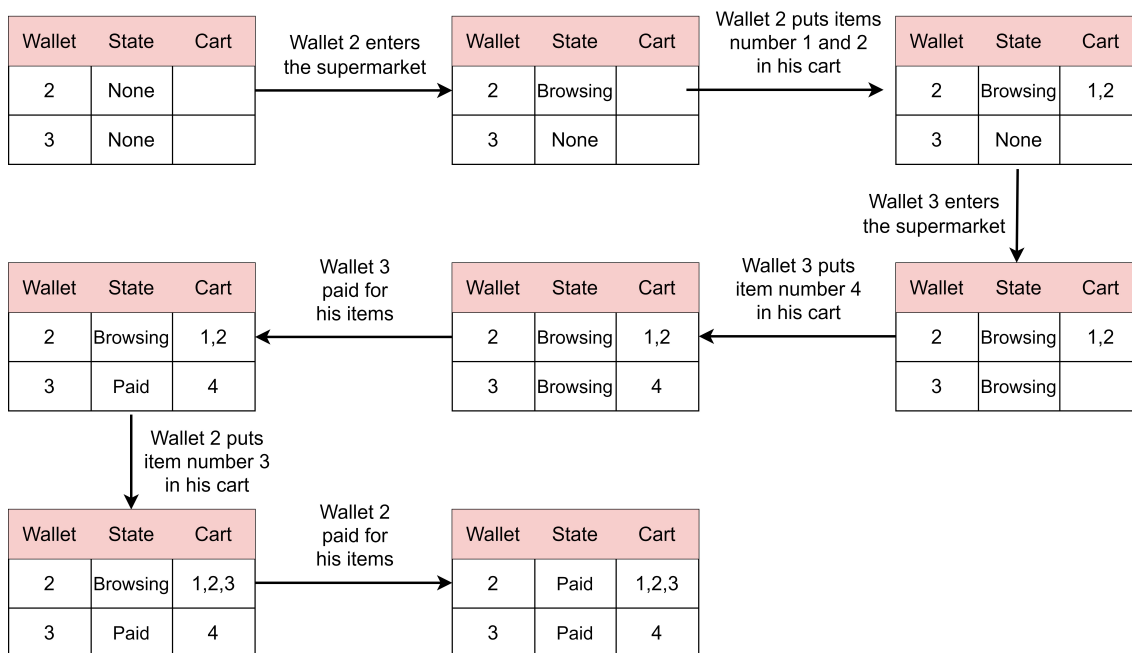 Wallet State Cart
2 None
3 None
Wallet 2 enters
the supermarket
Wallet State Cart
2 Browsing
3 None
Wallet 2 puts items
number 1 and 2
in his cart
Wallet State Cart
2 Browsing 1,2
3 None
Wallet 3 enters
the supermarket
Wallet State Cart
2 Browsing 1,2
3 Browsing
Wallet 3 puts
item number 4
in his cart
Wallet State Cart
2 Browsing 1,2
3 Browsing 4
Wallet 3
paid for
his items
Wallet State Cart
2 Browsing 1,2
3 Paid 4
Wallet 2 puts
item number 3
in his cart
Wallet State Cart
2 Browsing 1,2,3
3 Paid 4
Wallet 2
paid for
his items
Wallet State Cart
2 Paid 1,2,3
3 Paid 4